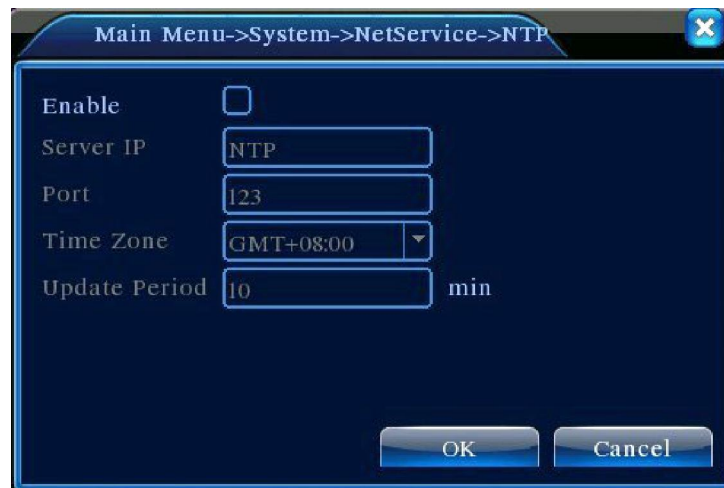 Main Menu->System->NetService->NTP
Enable
Server IP NTP
Port 123
Time Zone GMT+08:00
Update Period 10 min
OK Cancel